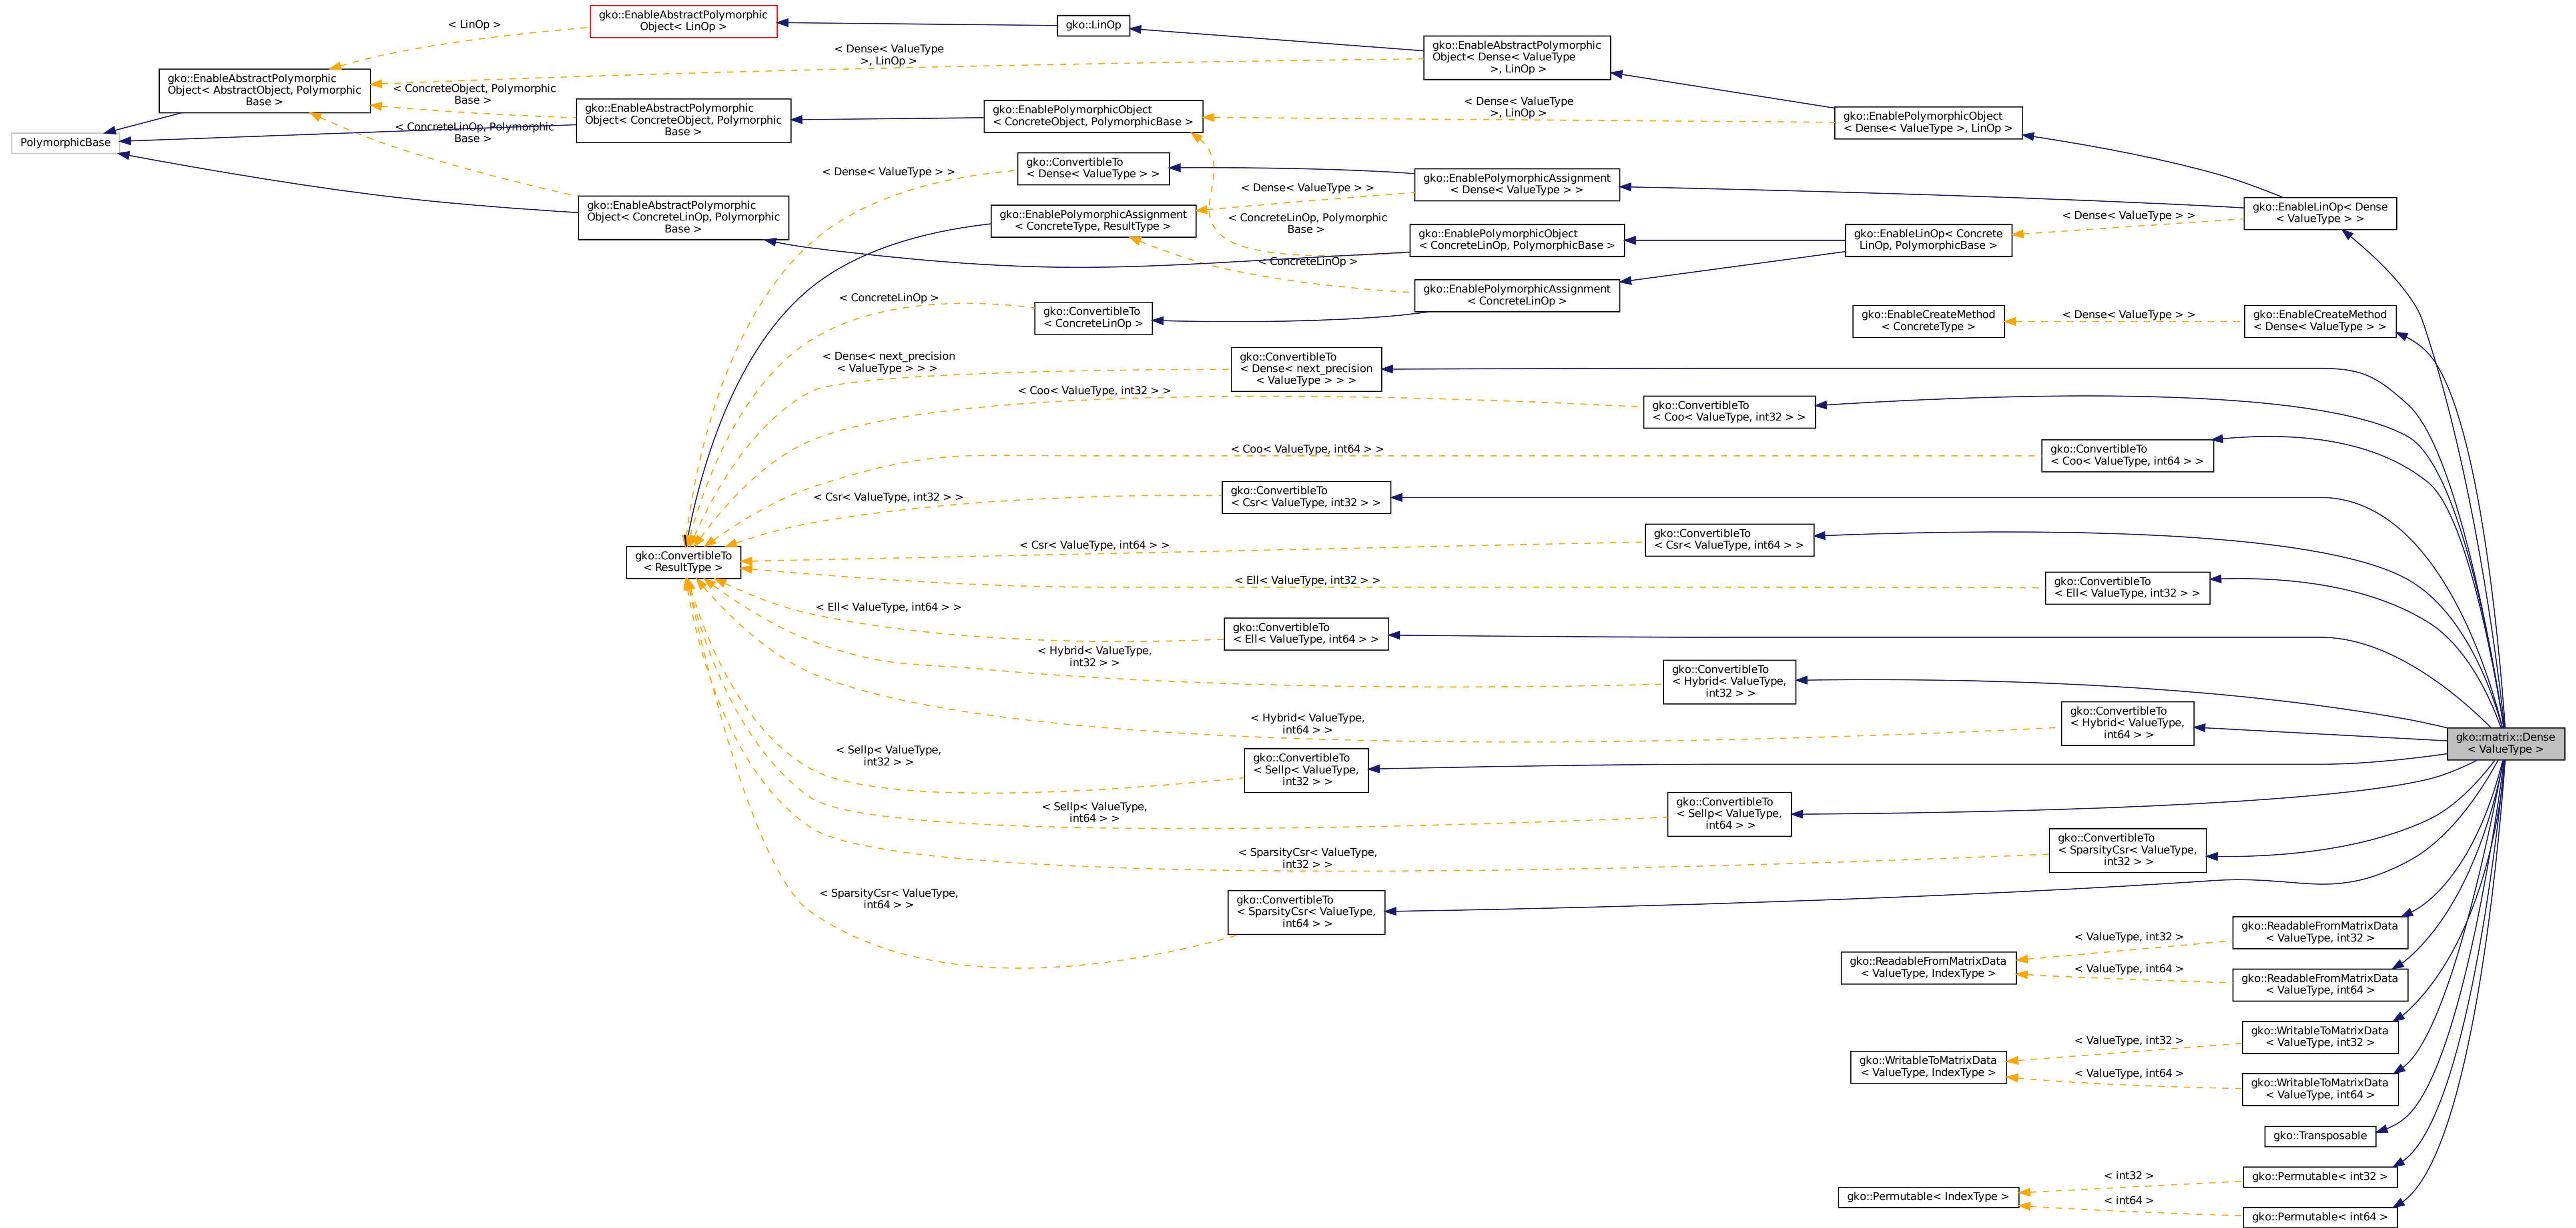 gko::EnableAbstractPolymorphic
Object< LinOp >
< LinOp >
gko::LinOp
gko::EnableAbstractPolymorphic
Object< Dense< ValueType
>, LinOp >
< Dense< ValueType
>, LinOp >
gko::EnableAbstractPolymorphic
Object< AbstractObject, Polymorphic
Base >
< ConcreteObject, Polymorphic
Base >
gko::EnableAbstractPolymorphic
Object< ConcreteObject, Polymorphic
Base >
gko::EnablePolymorphicObject
< ConcreteObject, PolymorphicBase >
< Dense< ValueType
>, LinOp >
gko::EnablePolymorphicObject
< Dense< ValueType >, LinOp >
PolymorphicBase
< ConcreteLinOp, Polymorphic
Base >
gko::ConvertibleTo
< Dense< ValueType > >
< Dense< ValueType > >
gko::EnablePolymorphicAssignment
< Dense< ValueType > >
< Dense< ValueType > >
gko::EnableAbstractPolymorphic
Object< ConcreteLinOp, Polymorphic
Base >
gko::EnablePolymorphicAssignment
< ConcreteType, ResultType >
< ConcreteLinOp, Polymorphic
Base >
gko::EnablePolymorphicObject
< ConcreteLinOp, PolymorphicBase >
gko::EnableLinOp< Concrete
LinOp, PolymorphicBase >
< Dense< ValueType > >
gko::EnableLinOp< Dense
< ValueType > >
< ConcreteLinOp >
gko::EnablePolymorphicAssignment
< ConcreteLinOp >
< ConcreteLinOp >
gko::ConvertibleTo
< ConcreteLinOp >
gko::EnableCreateMethod
< ConcreteType >
< Dense< ValueType > >
gko::EnableCreateMethod
< Dense< ValueType > >
< Dense< next_precision
< ValueType > > >
gko::ConvertibleTo
< Dense< next_precision
< ValueType > > >
< Coo< ValueType, int32 > >
gko::ConvertibleTo
< Coo< ValueType, int32 > >
< Coo< ValueType, int64 > >
gko::ConvertibleTo
< Coo< ValueType, int64 > >
< Csr< ValueType, int32 > >
gko::ConvertibleTo
< Csr< ValueType, int32 > >
gko::ConvertibleTo
< ResultType >
< Csr< ValueType, int64 > >
gko::ConvertibleTo
< Csr< ValueType, int64 > >
< Ell< ValueType, int32 > >
gko::ConvertibleTo
< Ell< ValueType, int32 > >
< Ell< ValueType, int64 > >
gko::ConvertibleTo
< Ell< ValueType, int64 > >
< Hybrid< ValueType,
int32 > >
gko::ConvertibleTo
< Hybrid< ValueType,
int32 > >
< Hybrid< ValueType,
int64 > >
gko::ConvertibleTo
< Hybrid< ValueType,
int64 > >
gko::matrix::Dense
< ValueType >
< Sellp< ValueType,
int32 > >
gko::ConvertibleTo
< Sellp< ValueType,
int32 > >
< Sellp< ValueType,
int64 > >
gko::ConvertibleTo
< Sellp< ValueType,
int64 > >
< SparsityCsr< ValueType,
int32 > >
gko::ConvertibleTo
< SparsityCsr< ValueType,
int32 > >
< SparsityCsr< ValueType,
int64 > >
gko::ConvertibleTo
< SparsityCsr< ValueType,
int64 > >
gko::ReadableFromMatrixData
< ValueType, IndexType >
< ValueType, int32 >
gko::ReadableFromMatrixData
< ValueType, int32 >
< ValueType, int64 >
gko::ReadableFromMatrixData
< ValueType, int64 >
gko::WritableToMatrixData
< ValueType, IndexType >
< ValueType, int32 >
gko::WritableToMatrixData
< ValueType, int32 >
< ValueType, int64 >
gko::WritableToMatrixData
< ValueType, int64 >
gko::Transposable
gko::Permutable< IndexType >
< int32 >
gko::Permutable< int32 >
< int64 >
gko::Permutable< int64 >